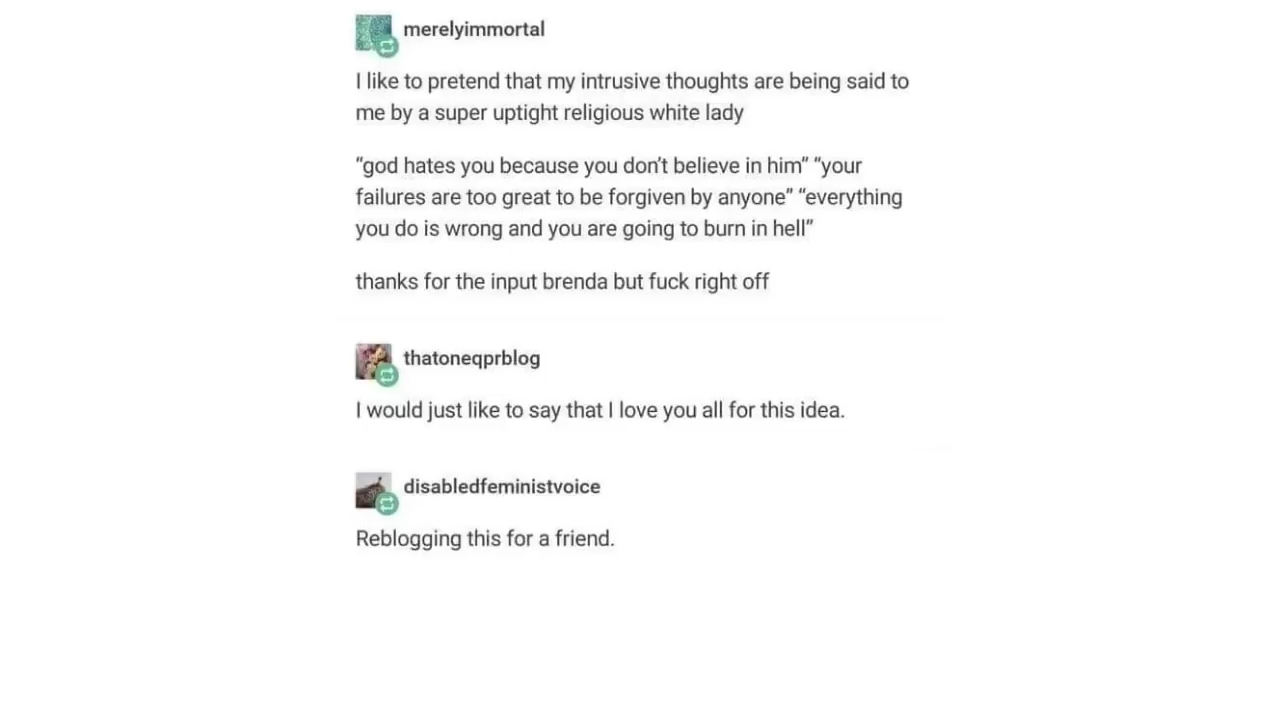 merelyimmortal
I like to pretend that my intrusive thoughts are being said to
me by a super uptight religious white lady
“god hates you because you don’t believe in him” “your
failures are too great to be forgiven by anyone” “everything
you do is wrong and you are going to burn in hell”
thanks for the input brenda but fuck right off
thatoneqprblog
I would just like to say that I love you all for this idea.
disabledfeministvoice
Reblogging this for a friend.